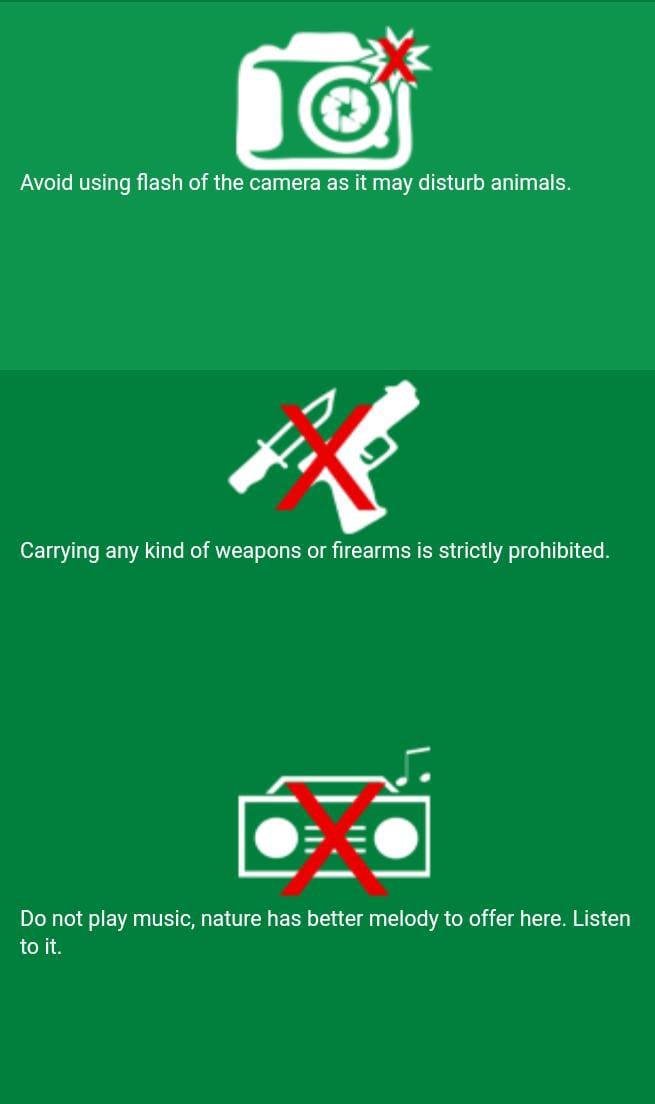 Avoid using flash of the camera as it may disturb animals.
Carrying any kind of weapons or firearms is strictly prohibited.
Do not play music, nature has better melody to offer here. Listen
to it.